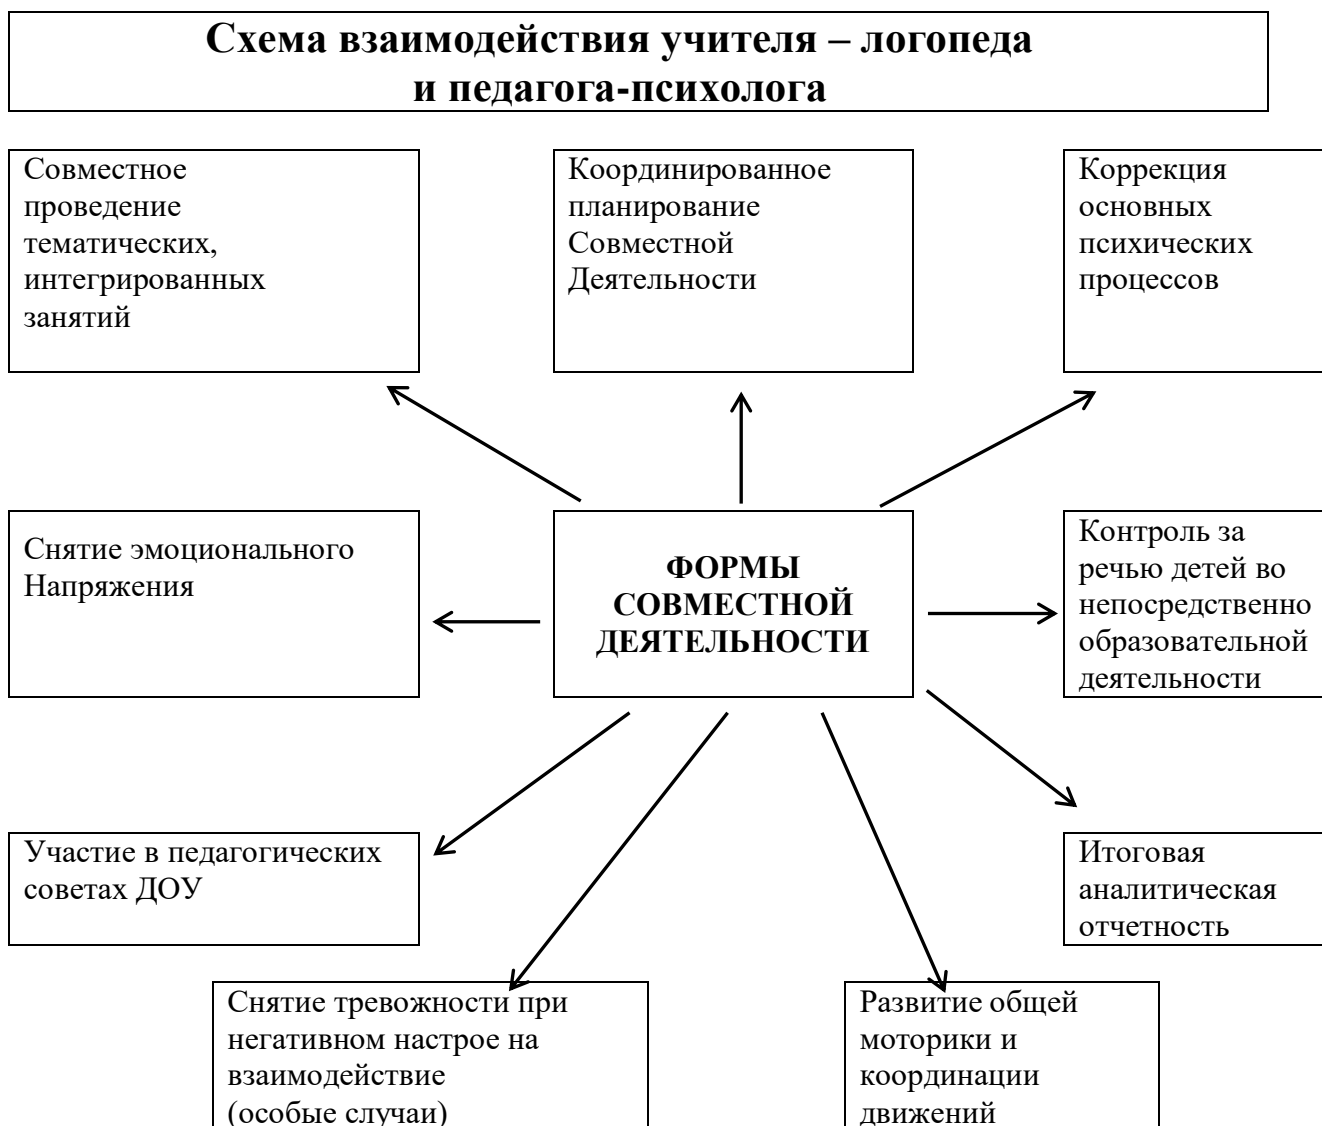 Схема взаимодействия учителя – логопеда
и педагога-психолога
Совместное
проведение
тематических,
интегрированных
занятий
Координированное
планирование
Совместной
Деятельности
Коррекция
основных
психических
процессов
Снятие эмоционального
Напряжения
ФОРМЫ
СОВМЕСТНОЙ
ДЕЯТЕЛЬНОСТИ
Контроль за
речью детей во
непосредственно
образовательной
деятельности
Участие в педагогических
советах ДОУ
Итоговая
аналитическая
отчетность
Снятие тревожности при
негативном настрое на
взаимодействие
(особые случаи)
Развитие общей
моторики и
координации
движений